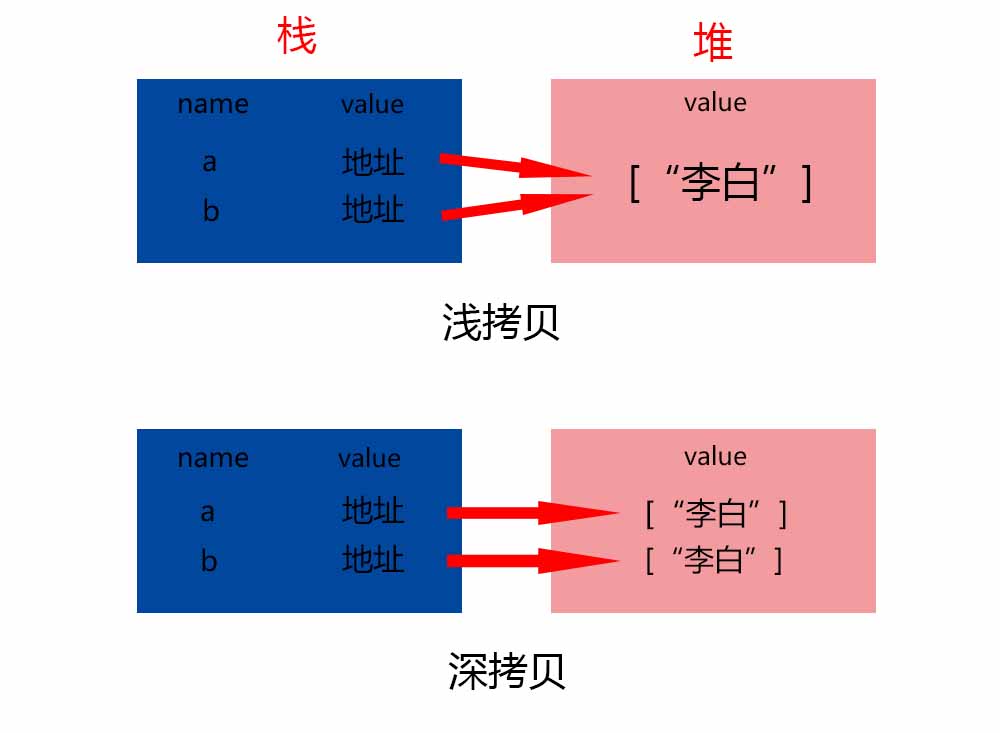 栈 堆
name value value
a 地址
[ “李白” ]
b 地址
浅拷贝
name value value
a 地址 [ “李白” ]
b 地址 [ “李白” ]
深拷贝